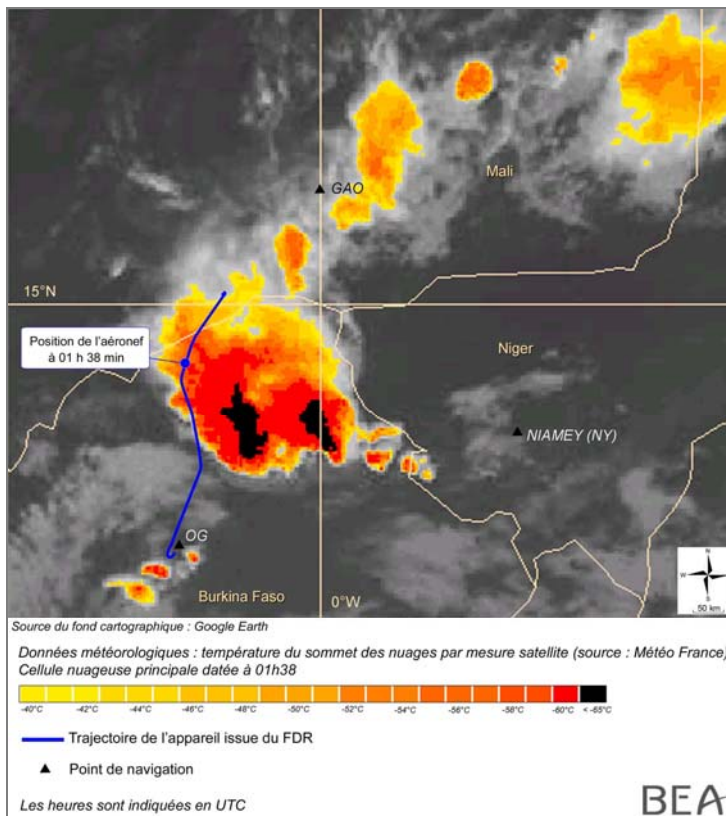 GAO
Mali
15°N
Position de l'aéronef
à 01 h 38 min
Niger
NIAMEY (NY)
OG
Burkina Faso
0°W
N
W
E
S
50 km
Source du fond cartographique : Google Earth
Données météorologiques : température du sommet des nuages par mesure satellite (source : Météo France)
Cellule nuageuse principale datée à 01h38
-40°C -42°C -44°C -46°C -48°C -50°C -52°C -54°C -56°C -58°C -60°C < -65°C
Trajectoire de l'appareil issue du FDR
Point de navigation
Les heures sont indiquées en UTC
BEA